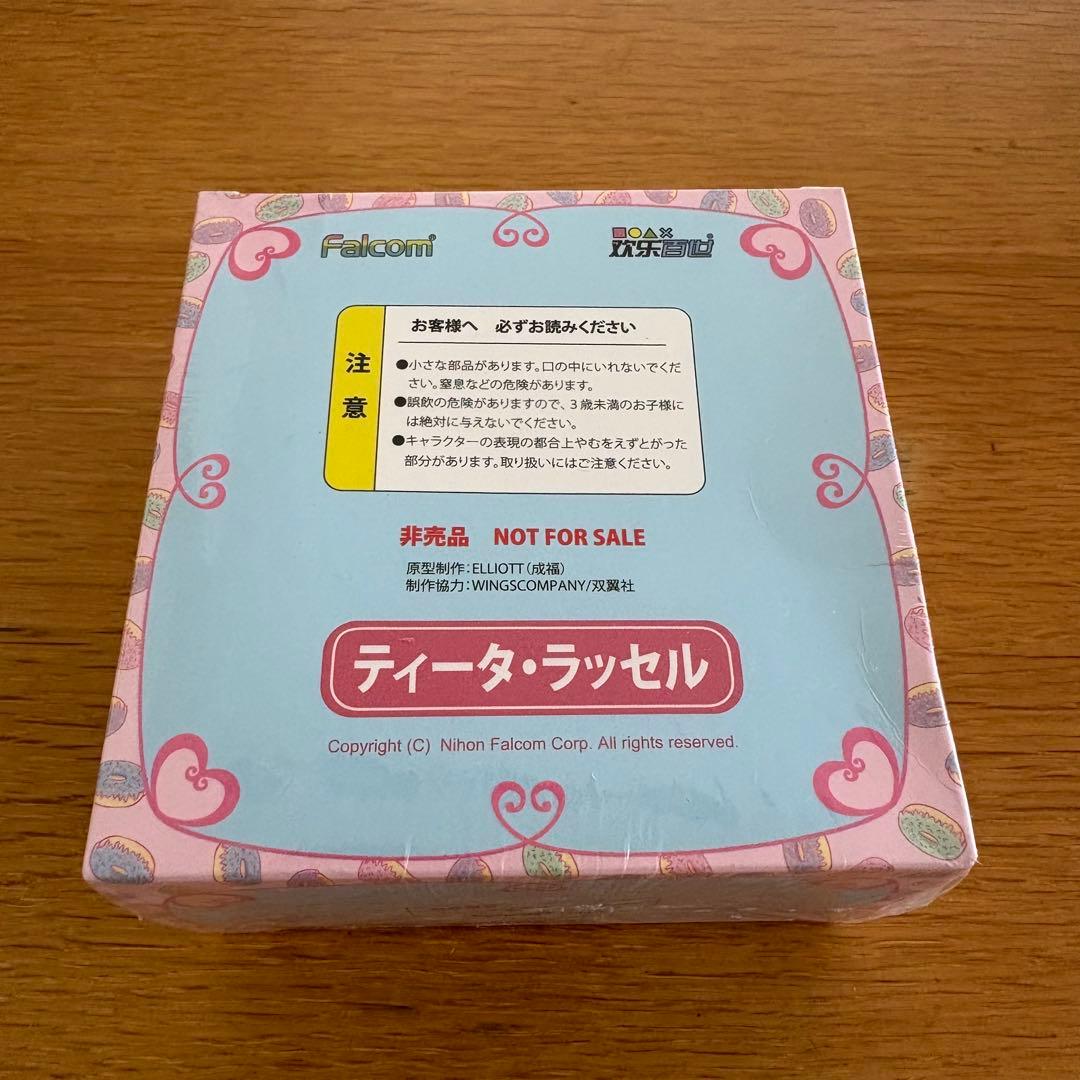 Falcom
欢乐百世
注意
お客様へ 必ずお読みください
●小さな部品があります。口の中にいれないでくだ
さい。窒息などの危険があります。
●誤飲の危険がありますので、3歳未満のお子様に
は絶対に与えないでください。
●キャラクターの表現の都合上やむをえずとがった
部分があります。取り扱いにはご注意ください。
非売品 NOT FOR SALE
原型制作:ELLIOTT(成福)
制作協力:WINGSCOMPANY/双翼社
ティータ・ラッセル
Copyright (C) Nihon Falcom Corp. All rights reserved.